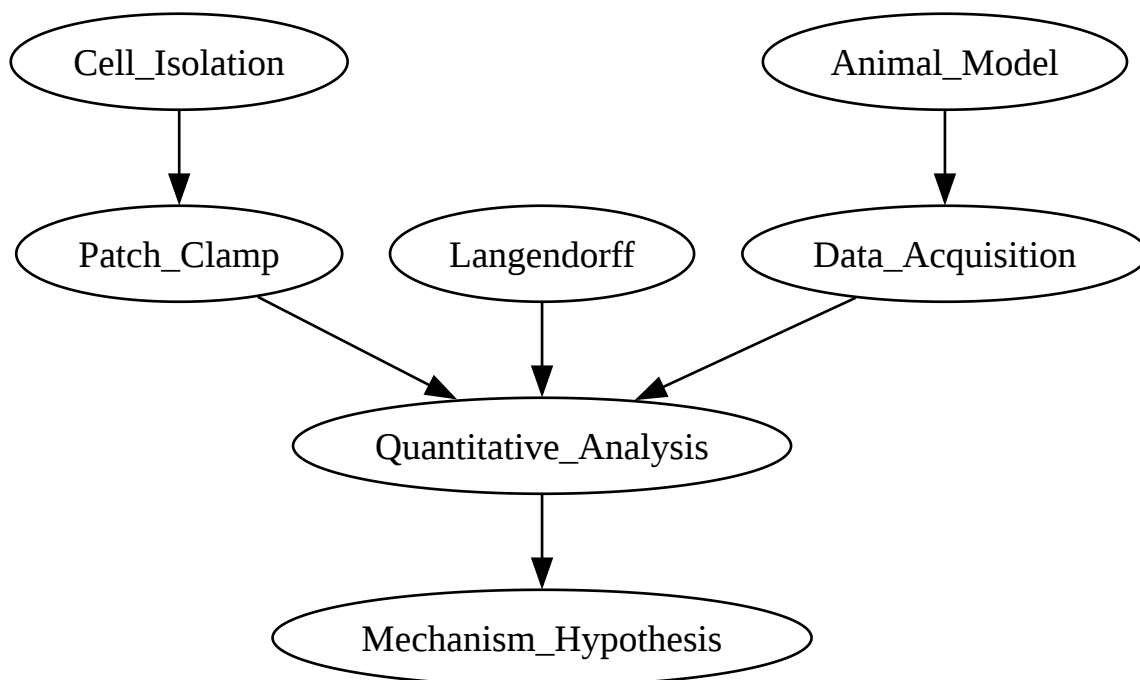 Cell_Isolation
Animal_Model
Patch_Clamp
Langendorff
Data_Acquisition
Quantitative_Analysis
Mechanism_Hypothesis